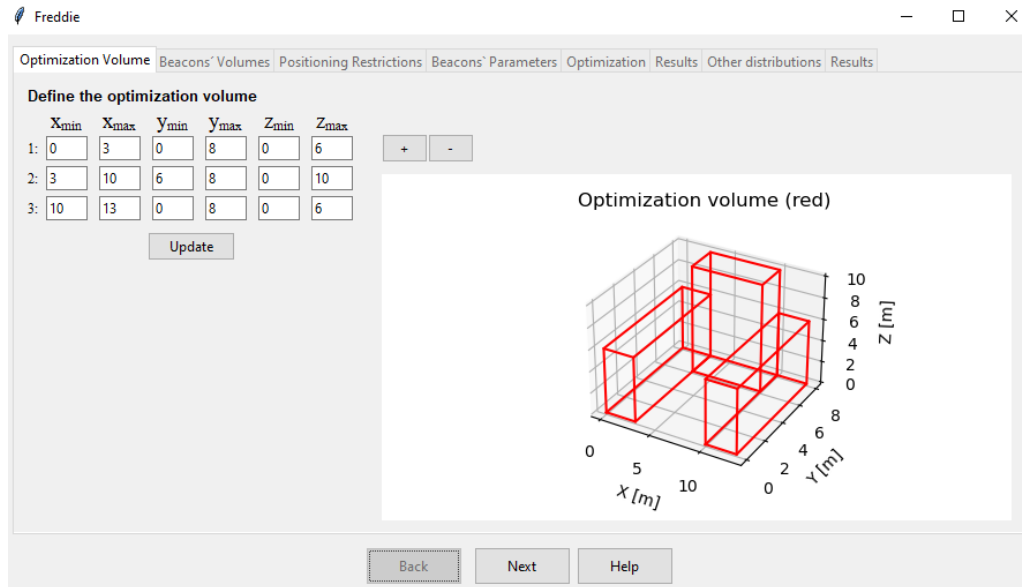 Freddie
Optimization Volume Beacons´ Volumes Positioning Restrictions Beacons` Parameters Optimization Results Other distributions Results
Define the optimization volume
xmin xmax ymin ymax zmin zmax
1: 0 3 0 8 0 6 + -
2: 3 10 6 8 0 10
3: 10 13 0 8 0 6
Update
Optimization volume (red)
10
8
6
4
2
0
Z [m]
0
5
10
X [m]
0
2
4
6
8
Y [m]
Back Next Help